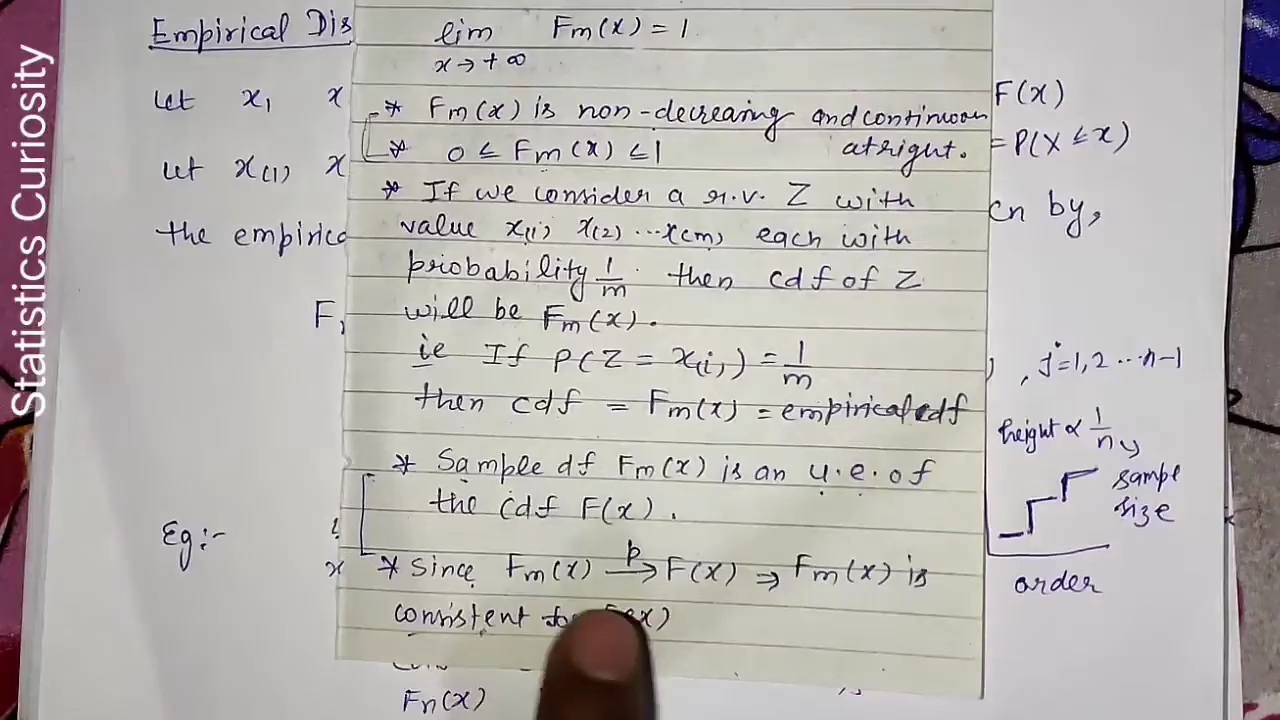 Statistics Curiosity
Empirical Dis
Let x₁ x
F(x)
= P(X ≤ x)
Let x₍₁₎ x
en by,
the empirica
F
, j=1,2 ...n-1
height ∝ 1/n
sample
size
order
Eg:-
x
lim Fm(x) = 1
x → +∞
* Fm(x) is non-decreasing and continuous
at right.
* 0 ≤ Fm(x) ≤ 1
* If we consider a r.v. Z with
value x₍₁₎, x₍₂₎ ...x₍m₎ each with
probability 1/m. then cdf of Z
will be Fm(x).
ie If P(Z = x₍i₎) = 1/m
then cdf = Fm(x) = empirical cdf
* Sample df Fm(x) is an u.e. of
the cdf F(x).
* Since Fm(x) →ᵖ F(x) ⇒ Fm(x) is
consistent
Fn(x)